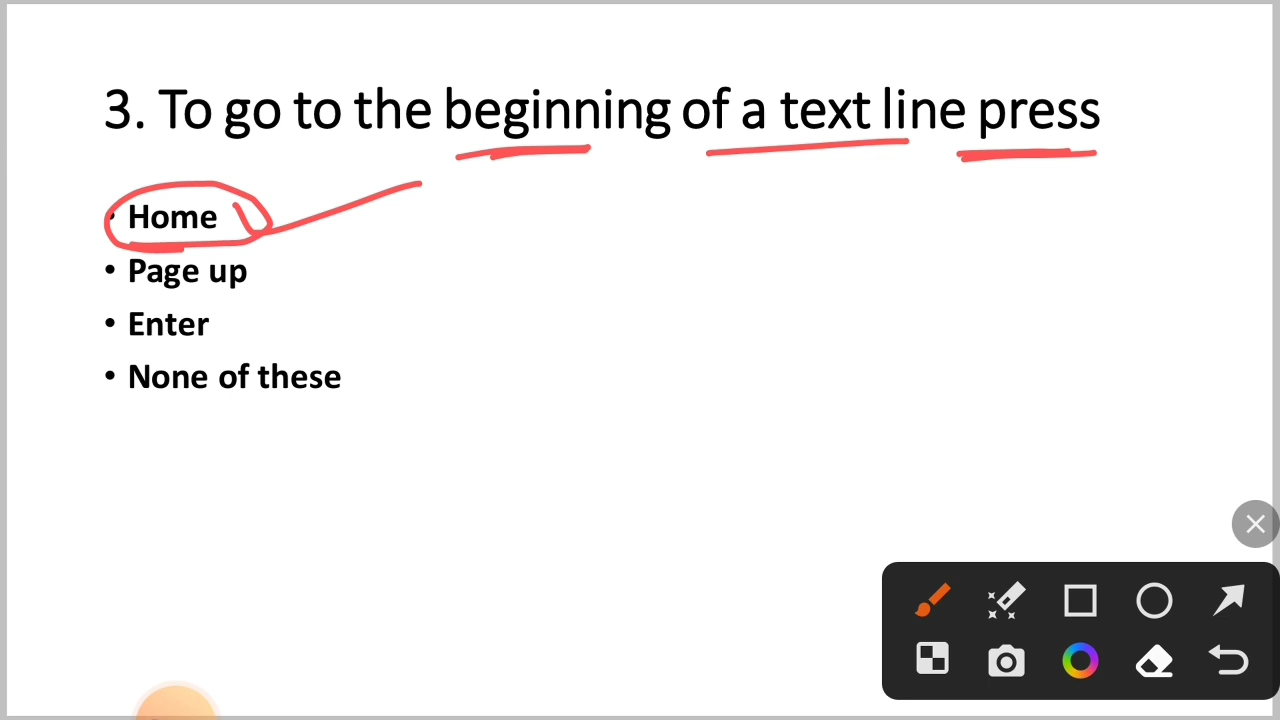 3. To go to the beginning of a text line press
• Home
• Page up
• Enter
• None of these